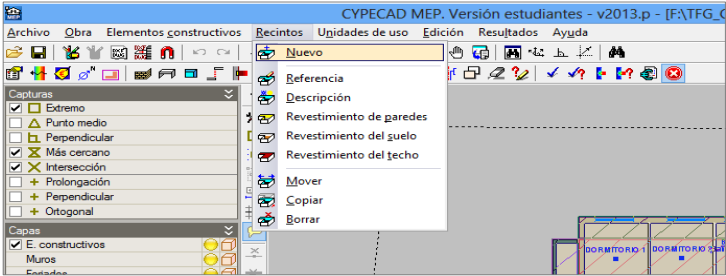 CYPECAD MEP. Versión estudiantes - v2013.p - [F:\TFG_C
Archivo Obra Elementos constructivos Recintos Unidades de uso Edición Resultados Ayuda
Nuevo
Referencia
Descripción
Revestimiento de paredes
Revestimiento del suelo
Revestimiento del techo
Mover
Copiar
Borrar
Capturas
Extremo
Punto medio
Perpendicular
Más cercano
Intersección
Prolongación
Perpendicular
Ortogonal
Capas
E. constructivos
Muros
Forjados
DORMITORIO 1 DORMITORIO 2